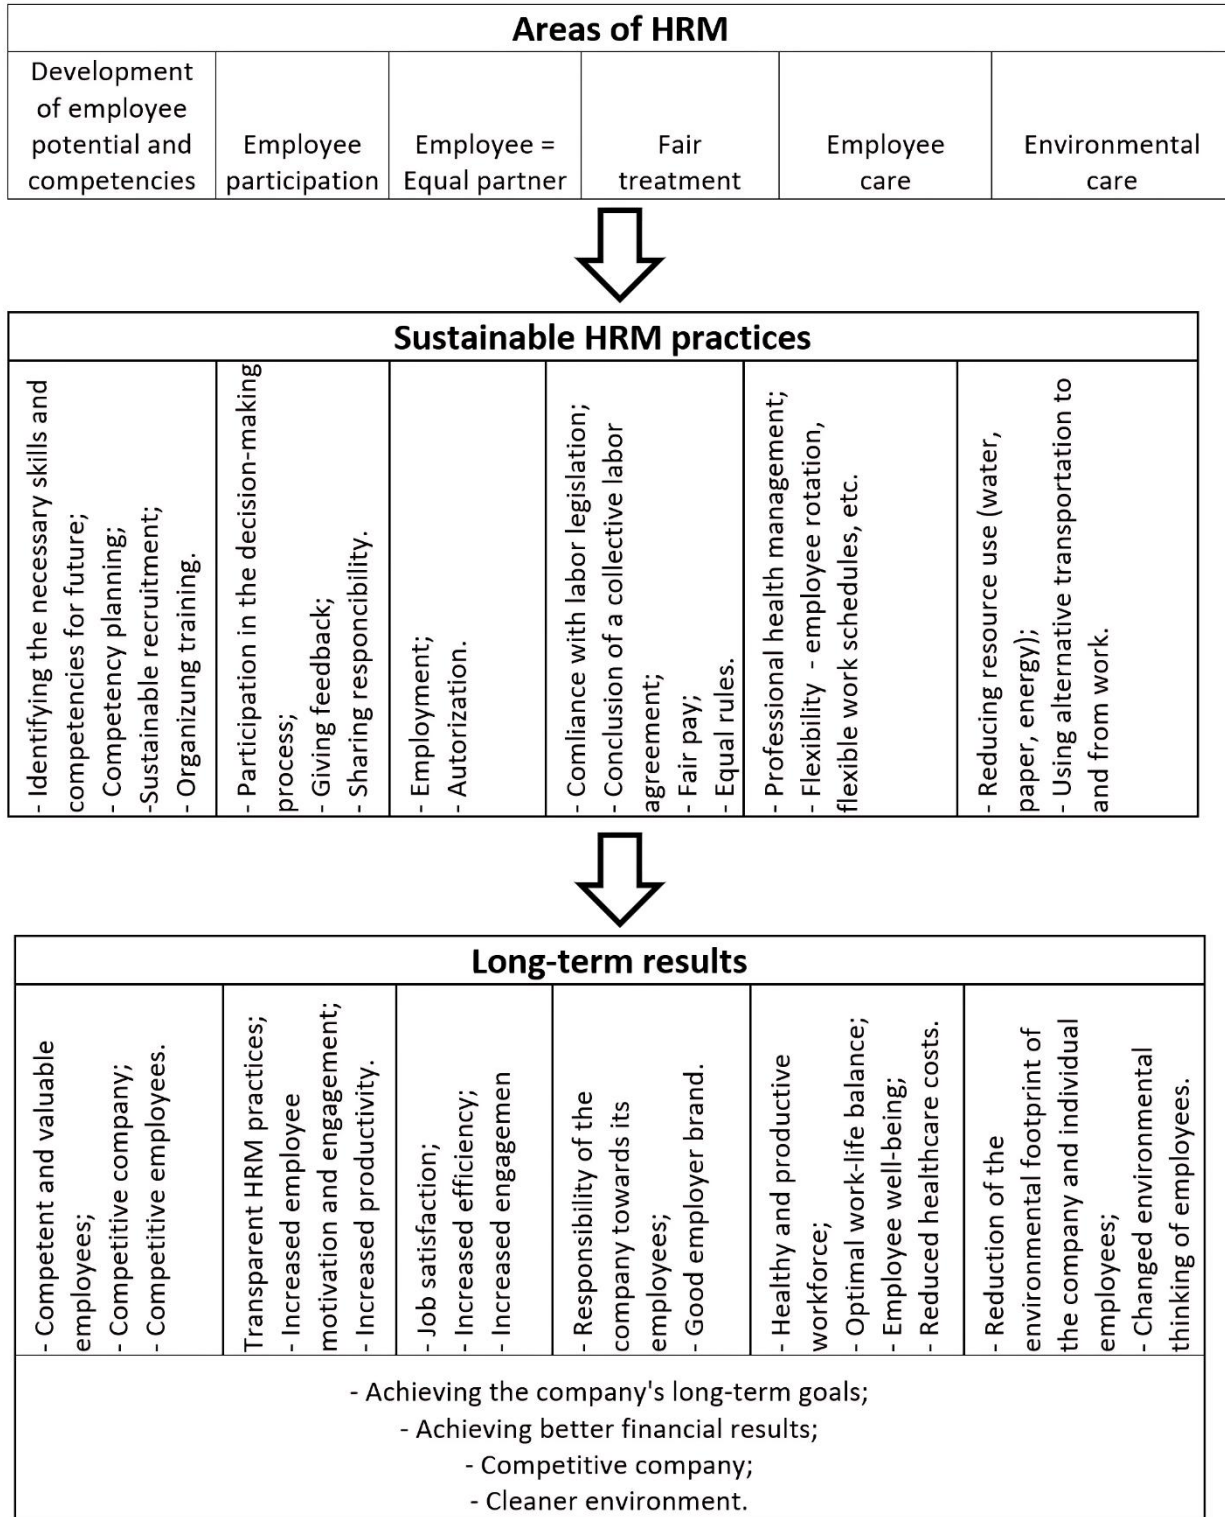 Areas of HRM
Development
of employee
potential and
competencies
Employee
participation
Employee =
Equal partner
Fair
treatment
Employee
care
Environmental
care
Sustainable HRM practices
- Identifying the necessary skills and
competencies for future;
- Competency planning;
-Sustainable recruitment;
- Organizung training.
- Participation in the decision-making
process;
- Giving feedback;
- Sharing responcibility.
- Employment;
- Autorization.
- Comliance with labor legislation;
- Conclusion of a collective labor
agreement;
- Fair pay;
- Equal rules.
- Professional health management;
- Flexibility - employee rotation,
flexible work schedules, etc.
- Reducing resource use (water,
paper, energy);
- Using alternative transportation to
and from work.
Long-term results
- Competent and valuable
employees;
- Competitive company;
- Competitive employees.
Transparent HRM practices;
- Increased employee
motivation and engagement;
- Increased productivity.
- Job satisfaction;
- Increased efficiency;
- Increased engagemen
- Responsibility of the
company towards its
employees;
- Good employer brand.
- Healthy and productive
workforce;
- Optimal work-life balance;
- Employee well-being;
- Reduced healthcare costs.
- Reduction of the
environmental footprint of
the company and individual
employees;
- Changed environmental
thinking of employees.
- Achieving the company's long-term goals;
- Achieving better financial results;
- Competitive company;
- Cleaner environment.